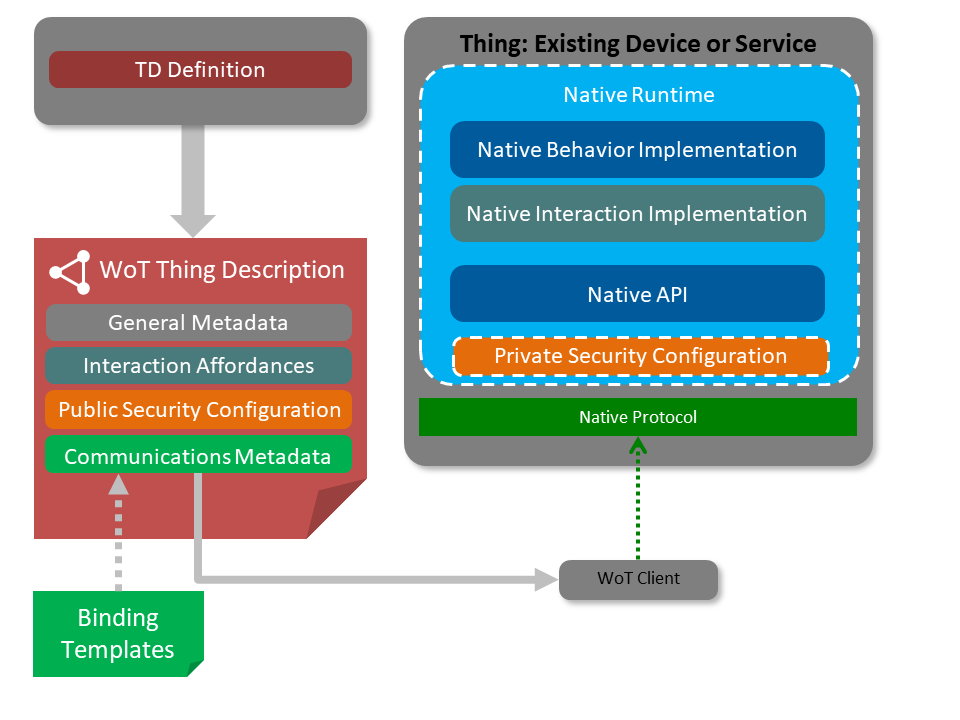 TD Definition
WoT Thing Description
General Metadata
Interaction Affordances
Public Security Configuration
Communications Metadata
Binding
Templates
Thing: Existing Device or Service
Native Runtime
Native Behavior Implementation
Native Interaction Implementation
Native API
Private Security Configuration
Native Protocol
WoT Client